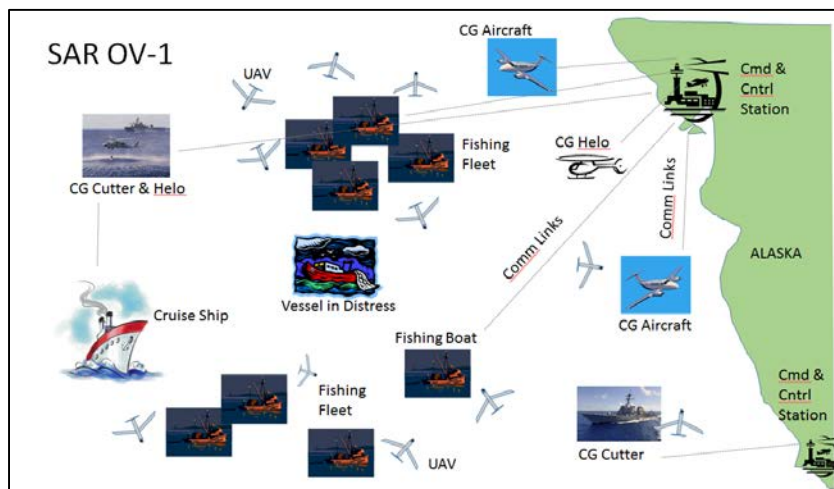 SAR OV-1
UAV
CG Aircraft
Cmd &
Cntrl
Station
Fishing
Fleet
CG Helo
CG Cutter & Helo
Comm Links
Comm Links
ALASKA
Vessel in Distress
CG Aircraft
Cruise Ship
Fishing Boat
Fishing
Fleet
UAV
CG Cutter
Cmd &
Cntrl
Station